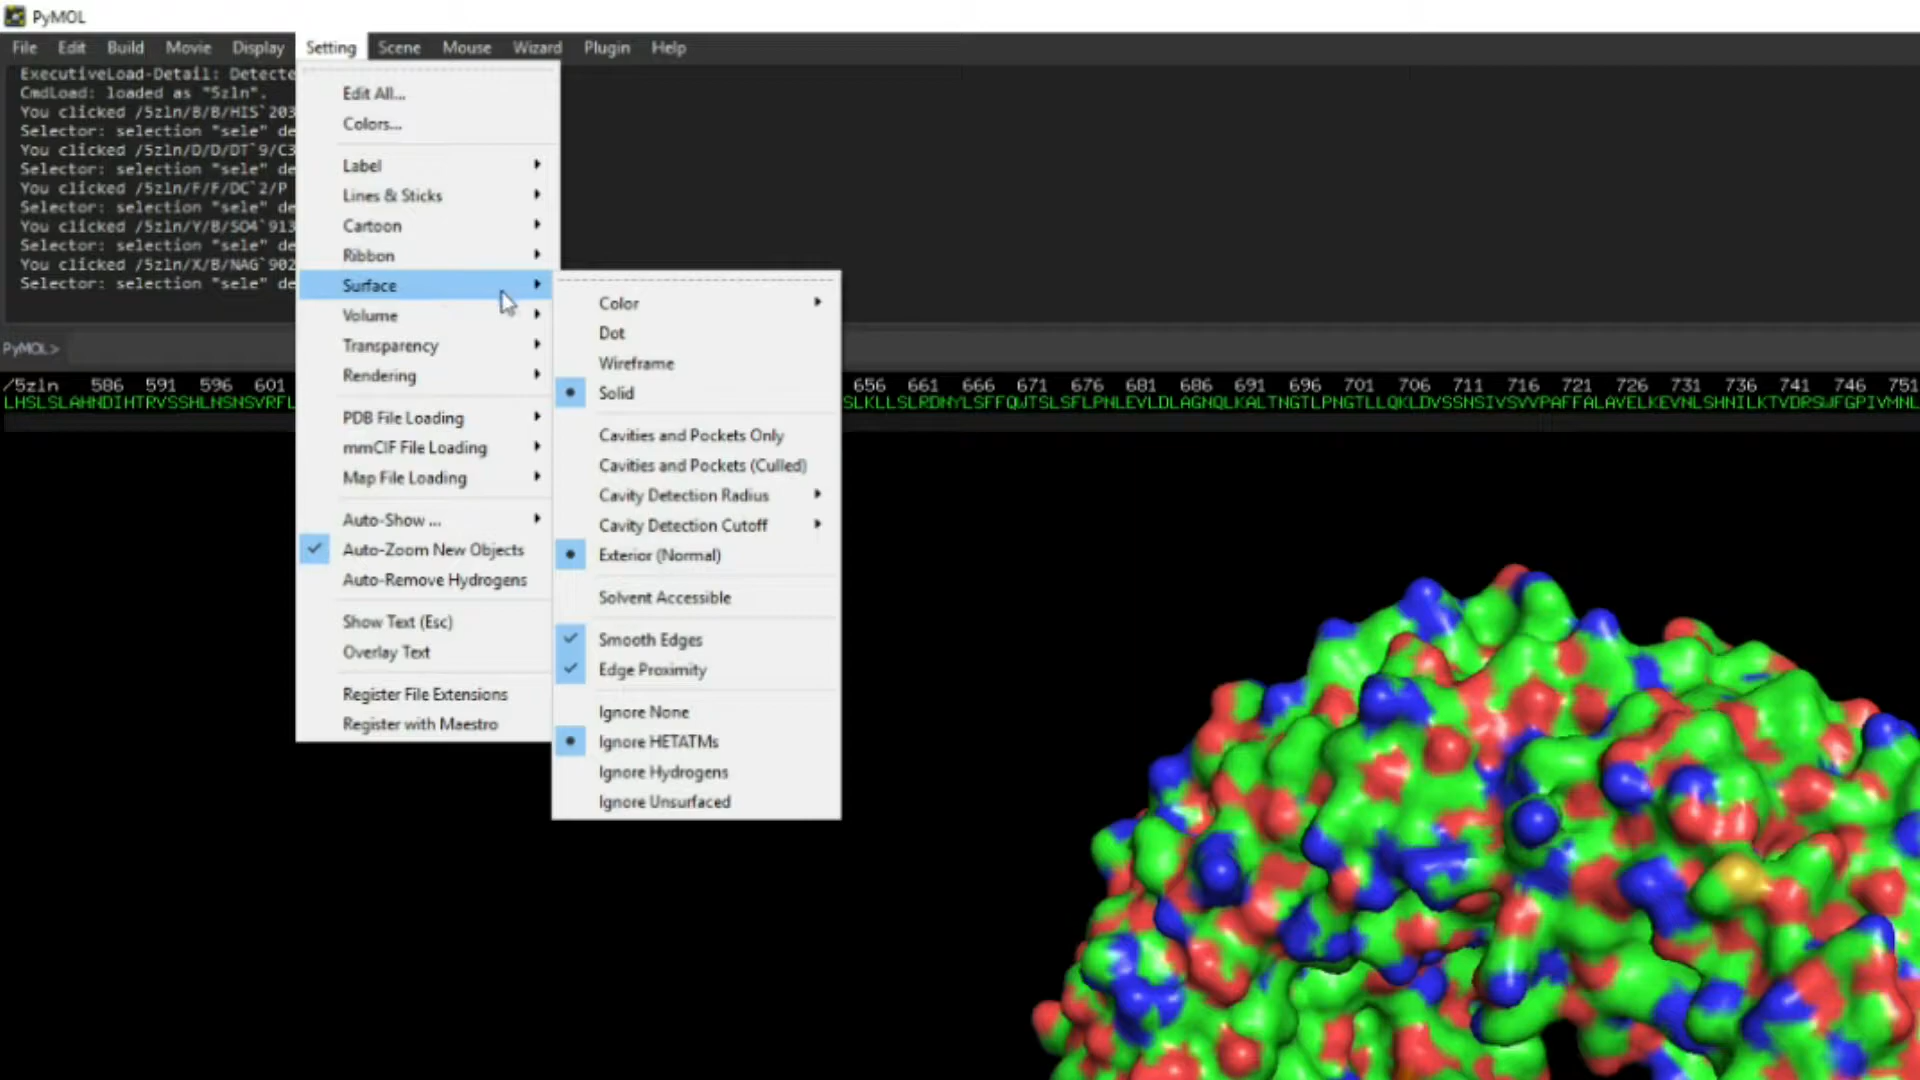 PyMOL
File Edit Build Movie Display Setting Scene Mouse Wizard Plugin Help
ExecutiveLoad-Detail: Detecte
CmdLoad: loaded as "5zln".
You clicked /5zln/B/B/HIS`203
Selector: selection "sele" de
You clicked /5zln/D/D/DT`9/C3
Selector: selection "sele" de
You clicked /5zln/F/F/DC`2/P
Selector: selection "sele" de
You clicked /5zln/Y/B/SO4`913
Selector: selection "sele" de
You clicked /5zln/X/B/NAG`902
Selector: selection "sele" de
PyMOL>
/5zln 586 591 596 601
LHSLSLAHNDIHTRVSSHLNSNSVRFL
656 661 666 671 676 681 686 691 696 701 706 711 716 721 726 731 736 741 746 751
SLKLLSLRDNYLSFFQWTSLSFLPNLEVLDLAGNQLKALTNGTLPNGTLLQKLDVSSNSIVSVVPAFFALAVELKEVNLSHNILKTVDRSWFGPIVMNL
Edit All...
Colors...
Label
Lines & Sticks
Cartoon
Ribbon
Surface
Volume
Transparency
Rendering
PDB File Loading
mmCIF File Loading
Map File Loading
Auto-Show ...
Auto-Zoom New Objects
Auto-Remove Hydrogens
Show Text (Esc)
Overlay Text
Register File Extensions
Register with Maestro
Color
Dot
Wireframe
Solid
Cavities and Pockets Only
Cavities and Pockets (Culled)
Cavity Detection Radius
Cavity Detection Cutoff
Exterior (Normal)
Solvent Accessible
Smooth Edges
Edge Proximity
Ignore None
Ignore HETATMs
Ignore Hydrogens
Ignore Unsurfaced